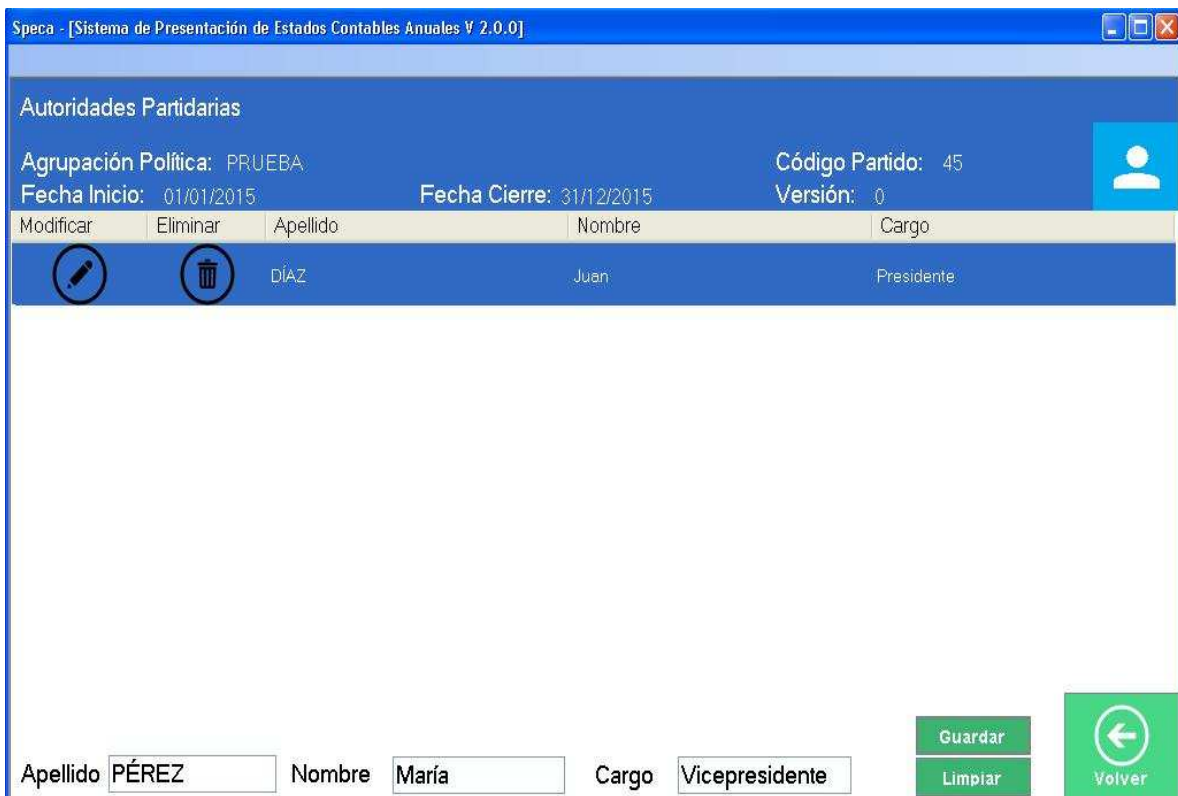 Speca - [Sistema de Presentación de Estados Contables Anuales V 2.0.0]
Autoridades Partidarias
Agrupación Política: PRUEBA Código Partido: 45
Fecha Inicio: 01/01/2015 Fecha Cierre: 31/12/2015 Versión: 0
Modificar Eliminar Apellido Nombre Cargo
DÍAZ Juan Presidente
Guardar
Apellido PÉREZ Nombre María Cargo Vicepresidente Limpiar Volver